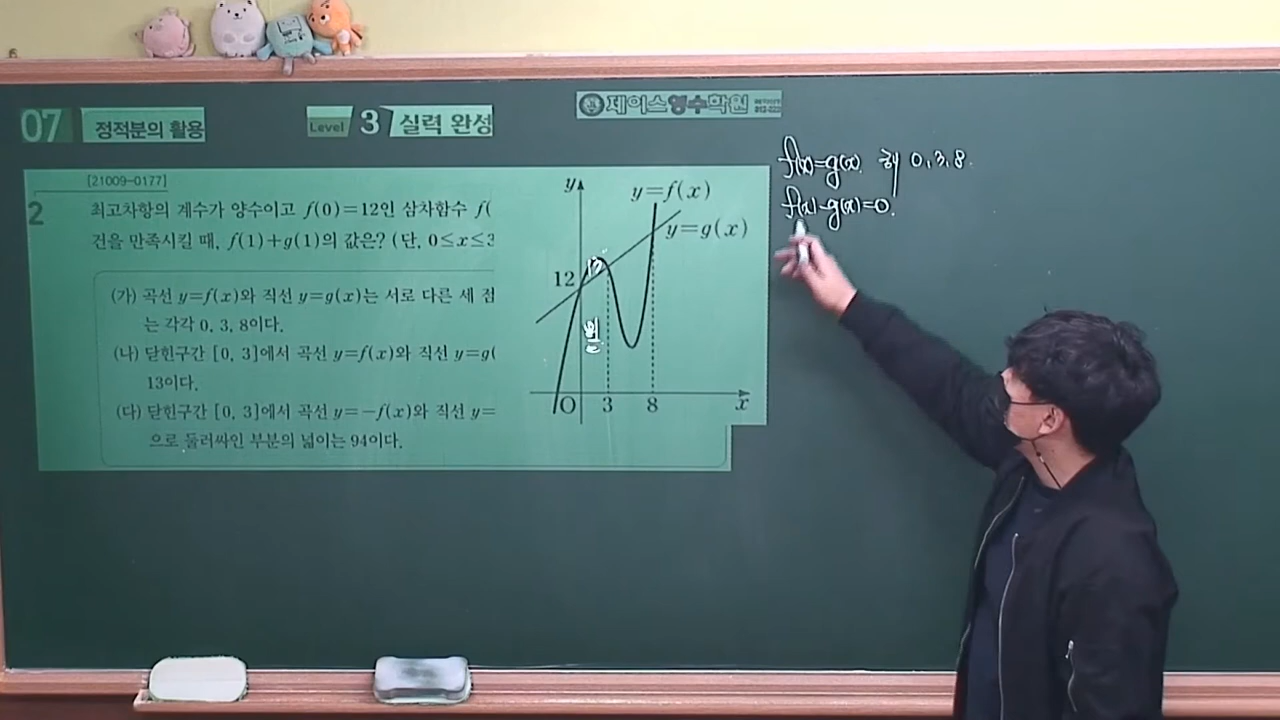 07 정적분의 활용
Level 3 실력 완성
제이스영수학원
[21009-0177]
2
최고차항의 계수가 양수이고 f(0)=12인 삼차함수 f(
건을 만족시킬 때, f(1)+g(1)의 값은? (단, 0≤x≤3
(가) 곡선 y=f(x)와 직선 y=g(x)는 서로 다른 세 점
는 각각 0, 3, 8이다.
(나) 닫힌구간 [0, 3]에서 곡선 y=f(x)와 직선 y=g(
13이다.
(다) 닫힌구간 [0, 3]에서 곡선 y=-f(x)와 직선 y=
으로 둘러싸인 부분의 넓이는 94이다.
y
y=f(x)
y=g(x)
12
13
O 3 8 x
f(x)=g(x). 해 0, 3, 8.
f(x)-g(x)=0.